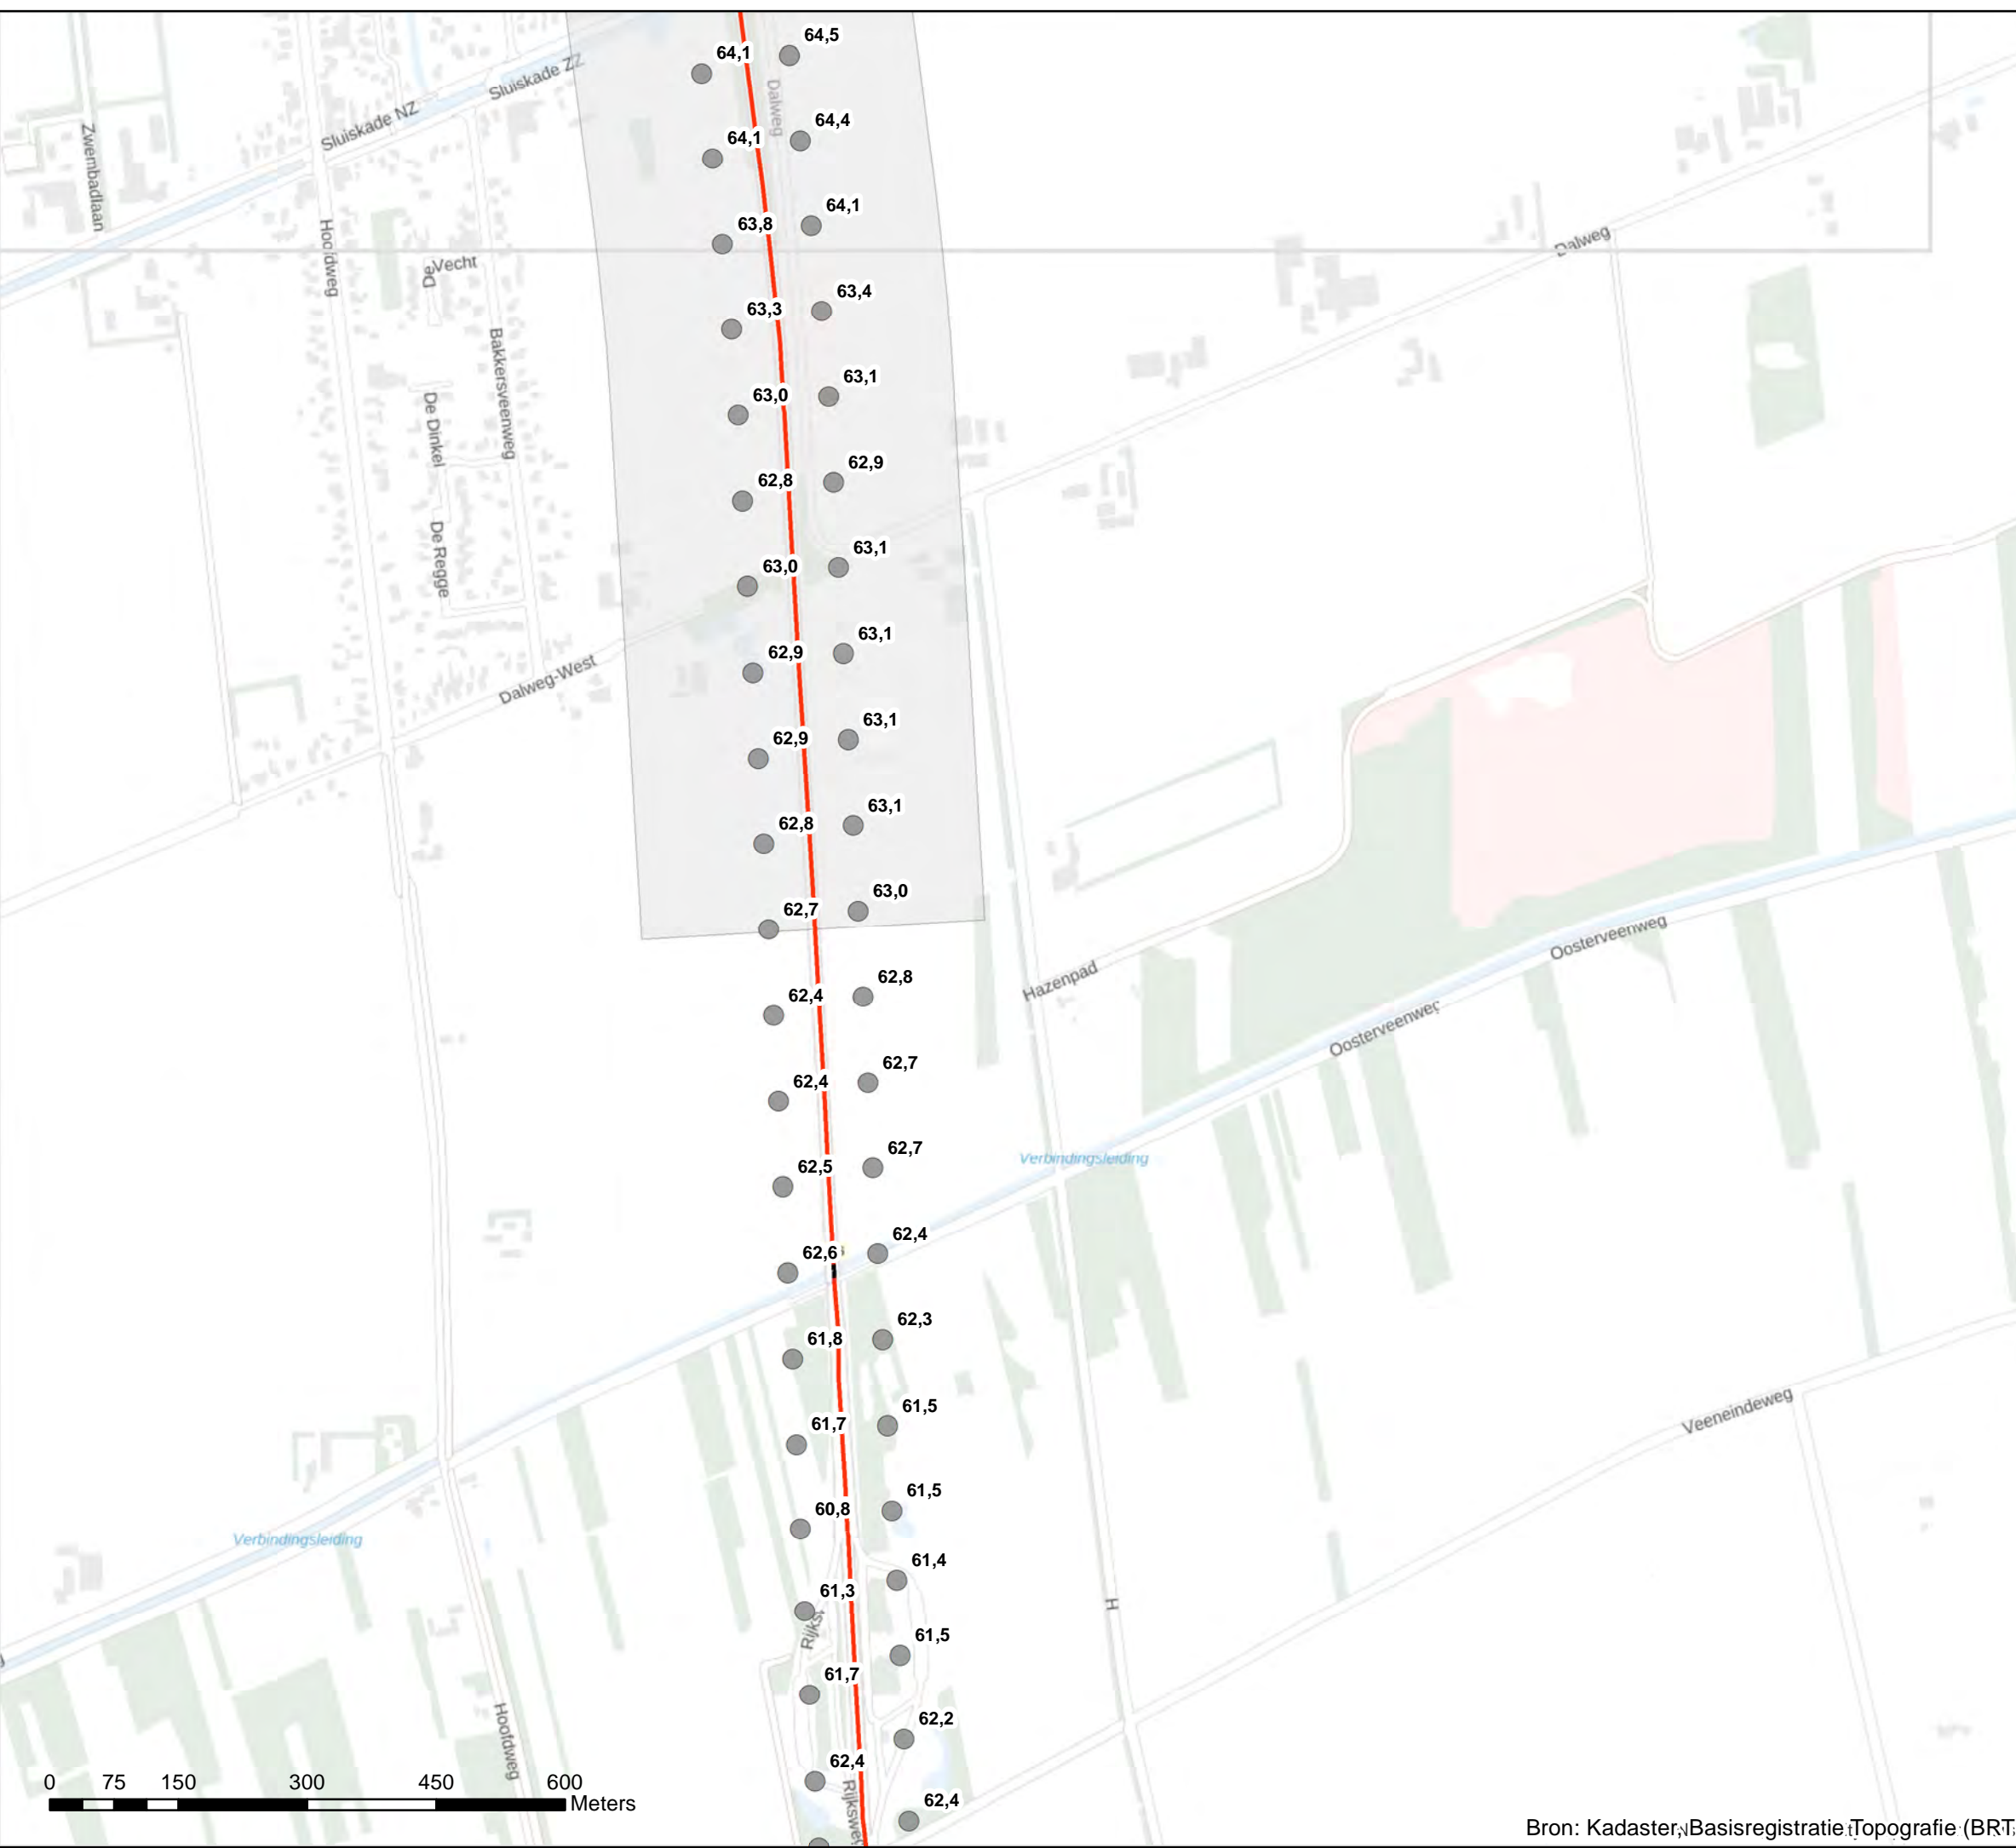 64,5
64,1
Sluiskade ZZ
Dalweg
Sluiskade NZ
64,4
64,1
Zwembadlaan
64,1
63,8
Hoofdweg
Dalweg
De Vecht
63,4
63,3
Bakkersveenweg
63,1
63,0
De Dinkel
62,9
62,8
De Regge
63,1
63,0
63,1
62,9
Dalweg-West
63,1
62,9
63,1
62,8
63,0
62,7
Oosterveenweg
Hazenpad
62,8
62,4
Oosterveenweg
62,7
62,4
Verbindingsleiding
62,7
62,5
62,4
62,6
62,3
61,8
61,5
61,7
Veeneindeweg
61,5
60,8
Verbindingsleiding
61,4
61,3
H
Rijks
61,5
61,7
62,2
Hoofdweg
62,4
62,4
Rijksweg
0 75 150 300 450 600
Meters
Bron: Kadaster, Basisregistratie Topografie (BRT